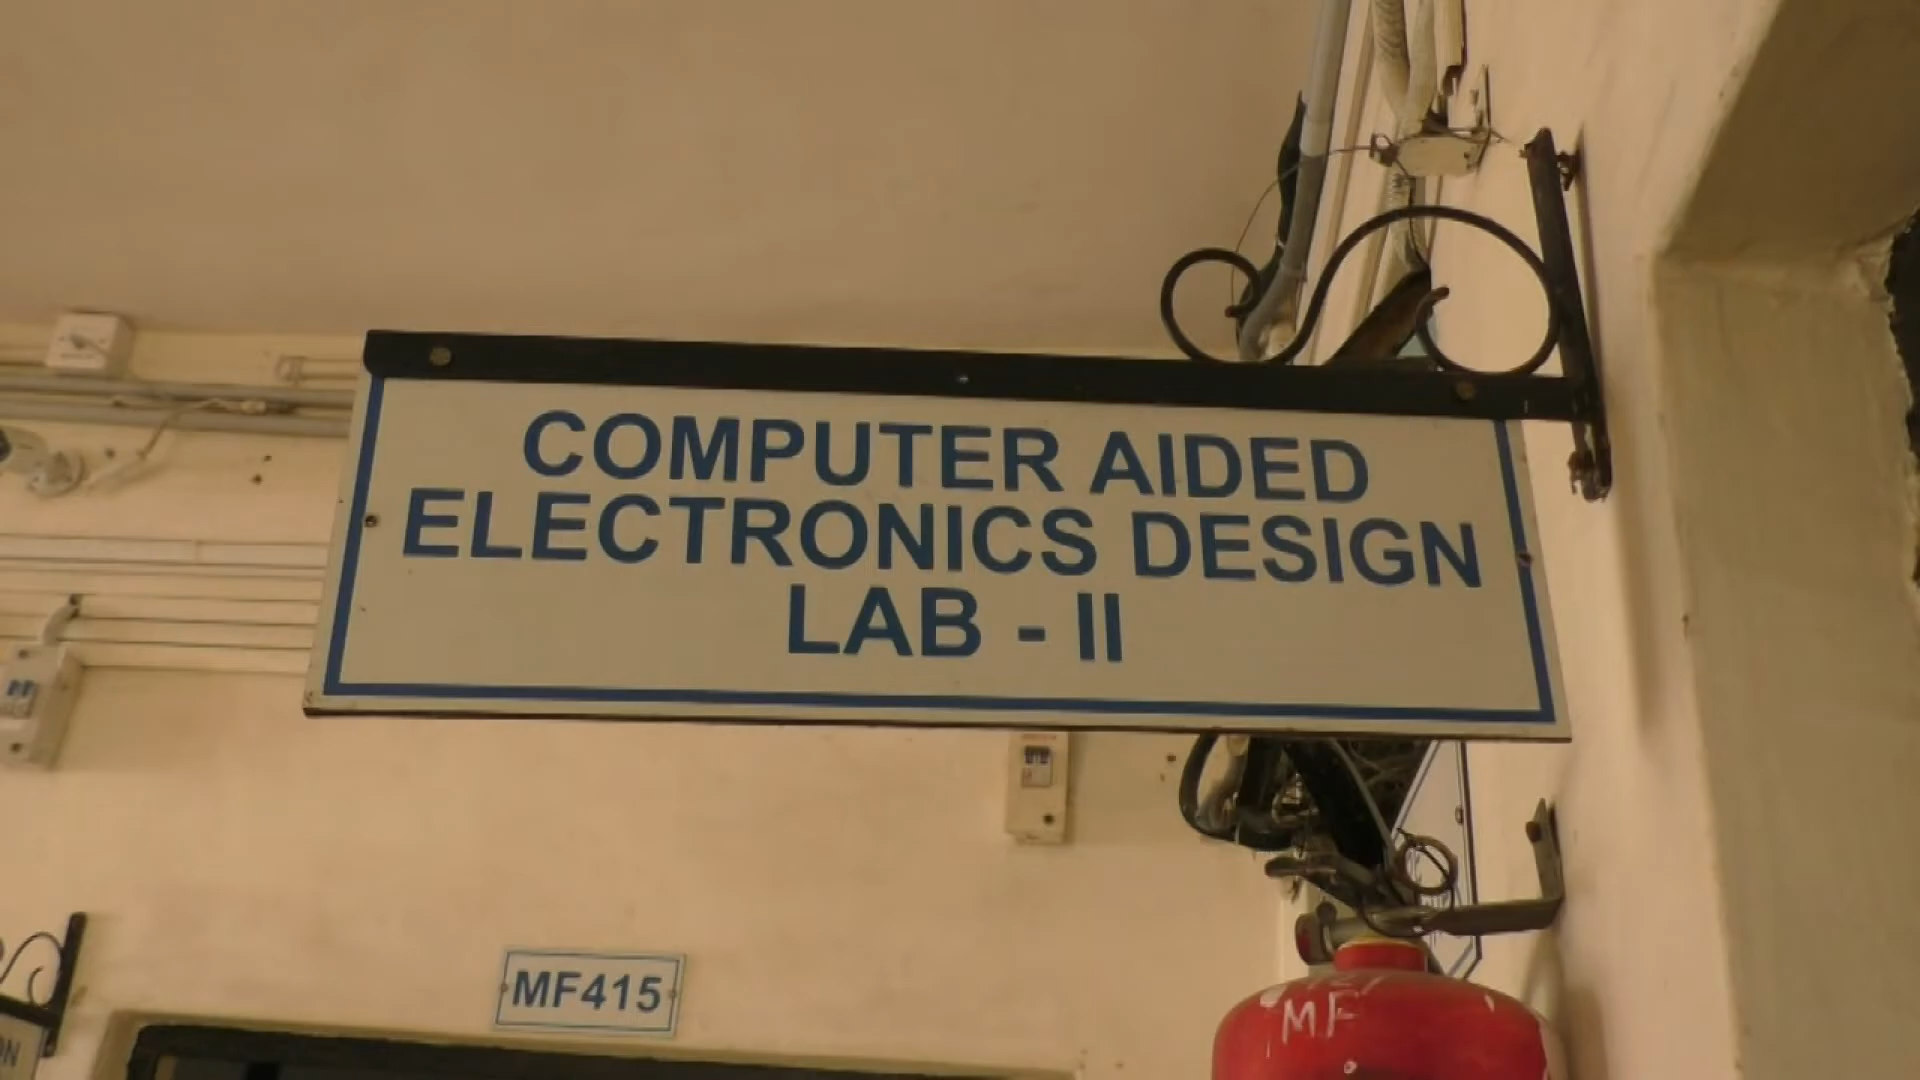 COMPUTER AIDED
ELECTRONICS DESIGN
LAB - II
MF415
MF